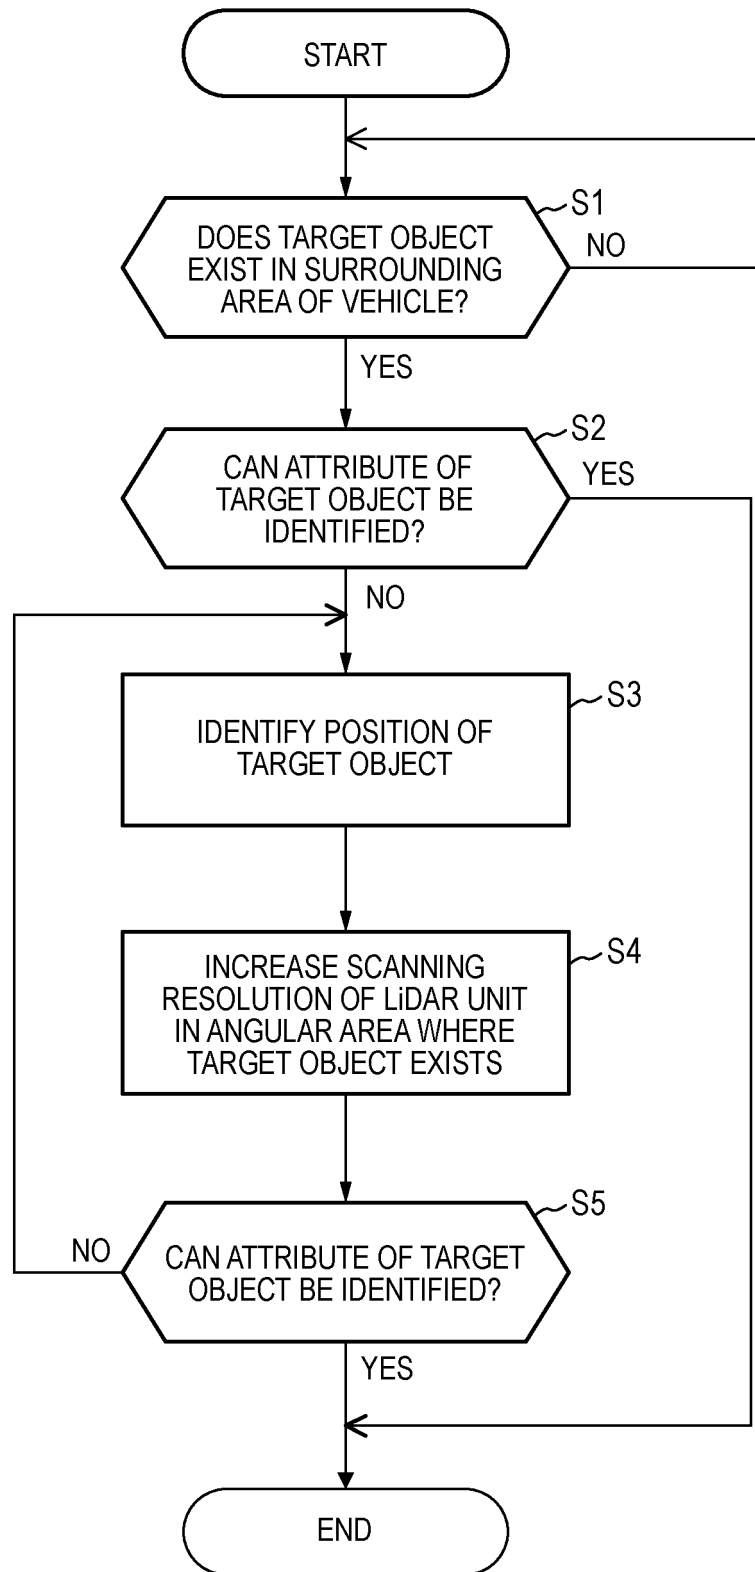 START
S1
DOES TARGET OBJECT
EXIST IN SURROUNDING
AREA OF VEHICLE?
NO
YES
S2
CAN ATTRIBUTE OF
TARGET OBJECT BE
IDENTIFIED?
YES
NO
S3
IDENTIFY POSITION OF
TARGET OBJECT
S4
INCREASE SCANNING
RESOLUTION OF LiDAR UNIT
IN ANGULAR AREA WHERE
TARGET OBJECT EXISTS
S5
NO
CAN ATTRIBUTE OF TARGET
OBJECT BE IDENTIFIED?
YES
END